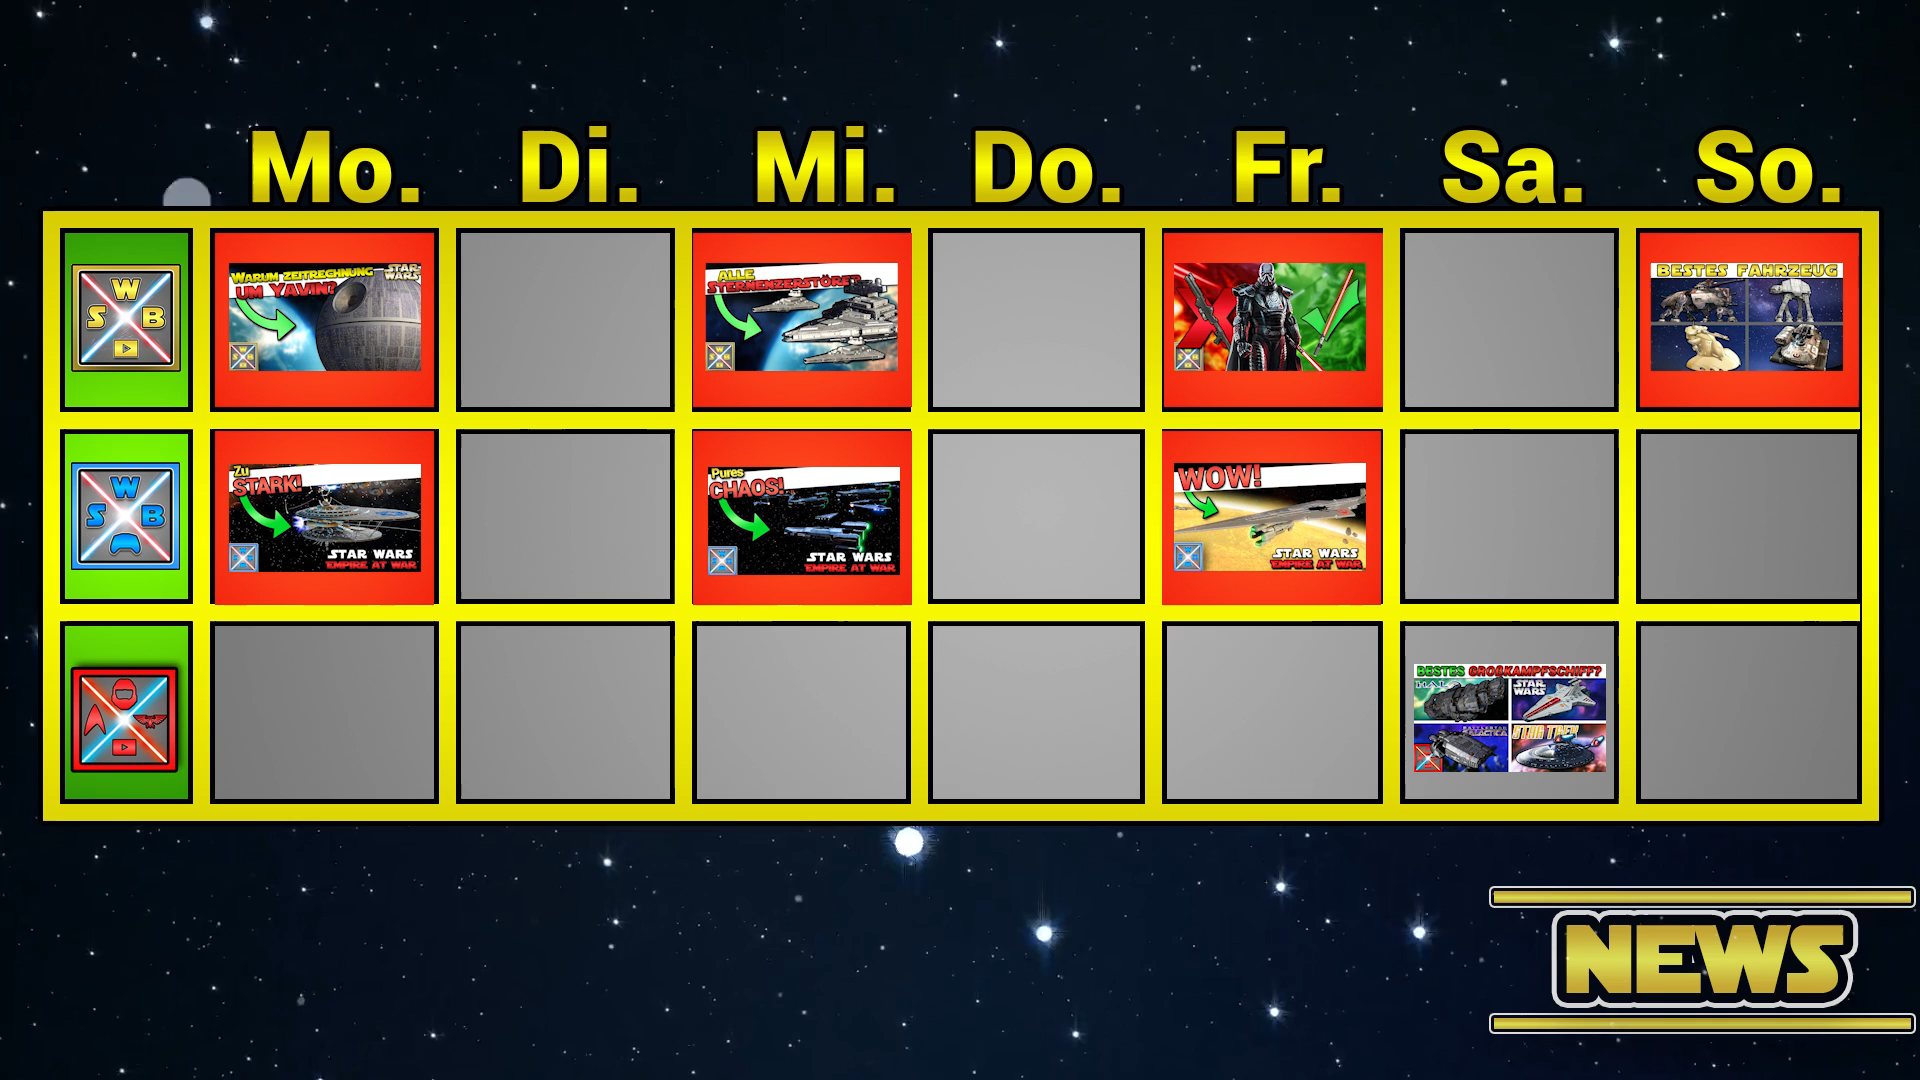 Mo. Di. Mi. Do. Fr. Sa. So.
W
S B
WARUM ZEITRECHNUNG
UM YAVIN?
STAR
WARS
ALLE
STERNENZERSTÖRER
BESTES FAHRZEUG
W
S B
Zu
STARK!
STAR WARS
EMPIRE AT WAR
Pures
CHAOS!
STAR WARS
EMPIRE AT WAR
WOW!
STAR WARS
EMPIRE AT WAR
BESTES GROẞKAMPFSCHIFF?
HALO
STAR
WARS
BATTLESTAR
GALACTICA
STAR TREK
NEWS